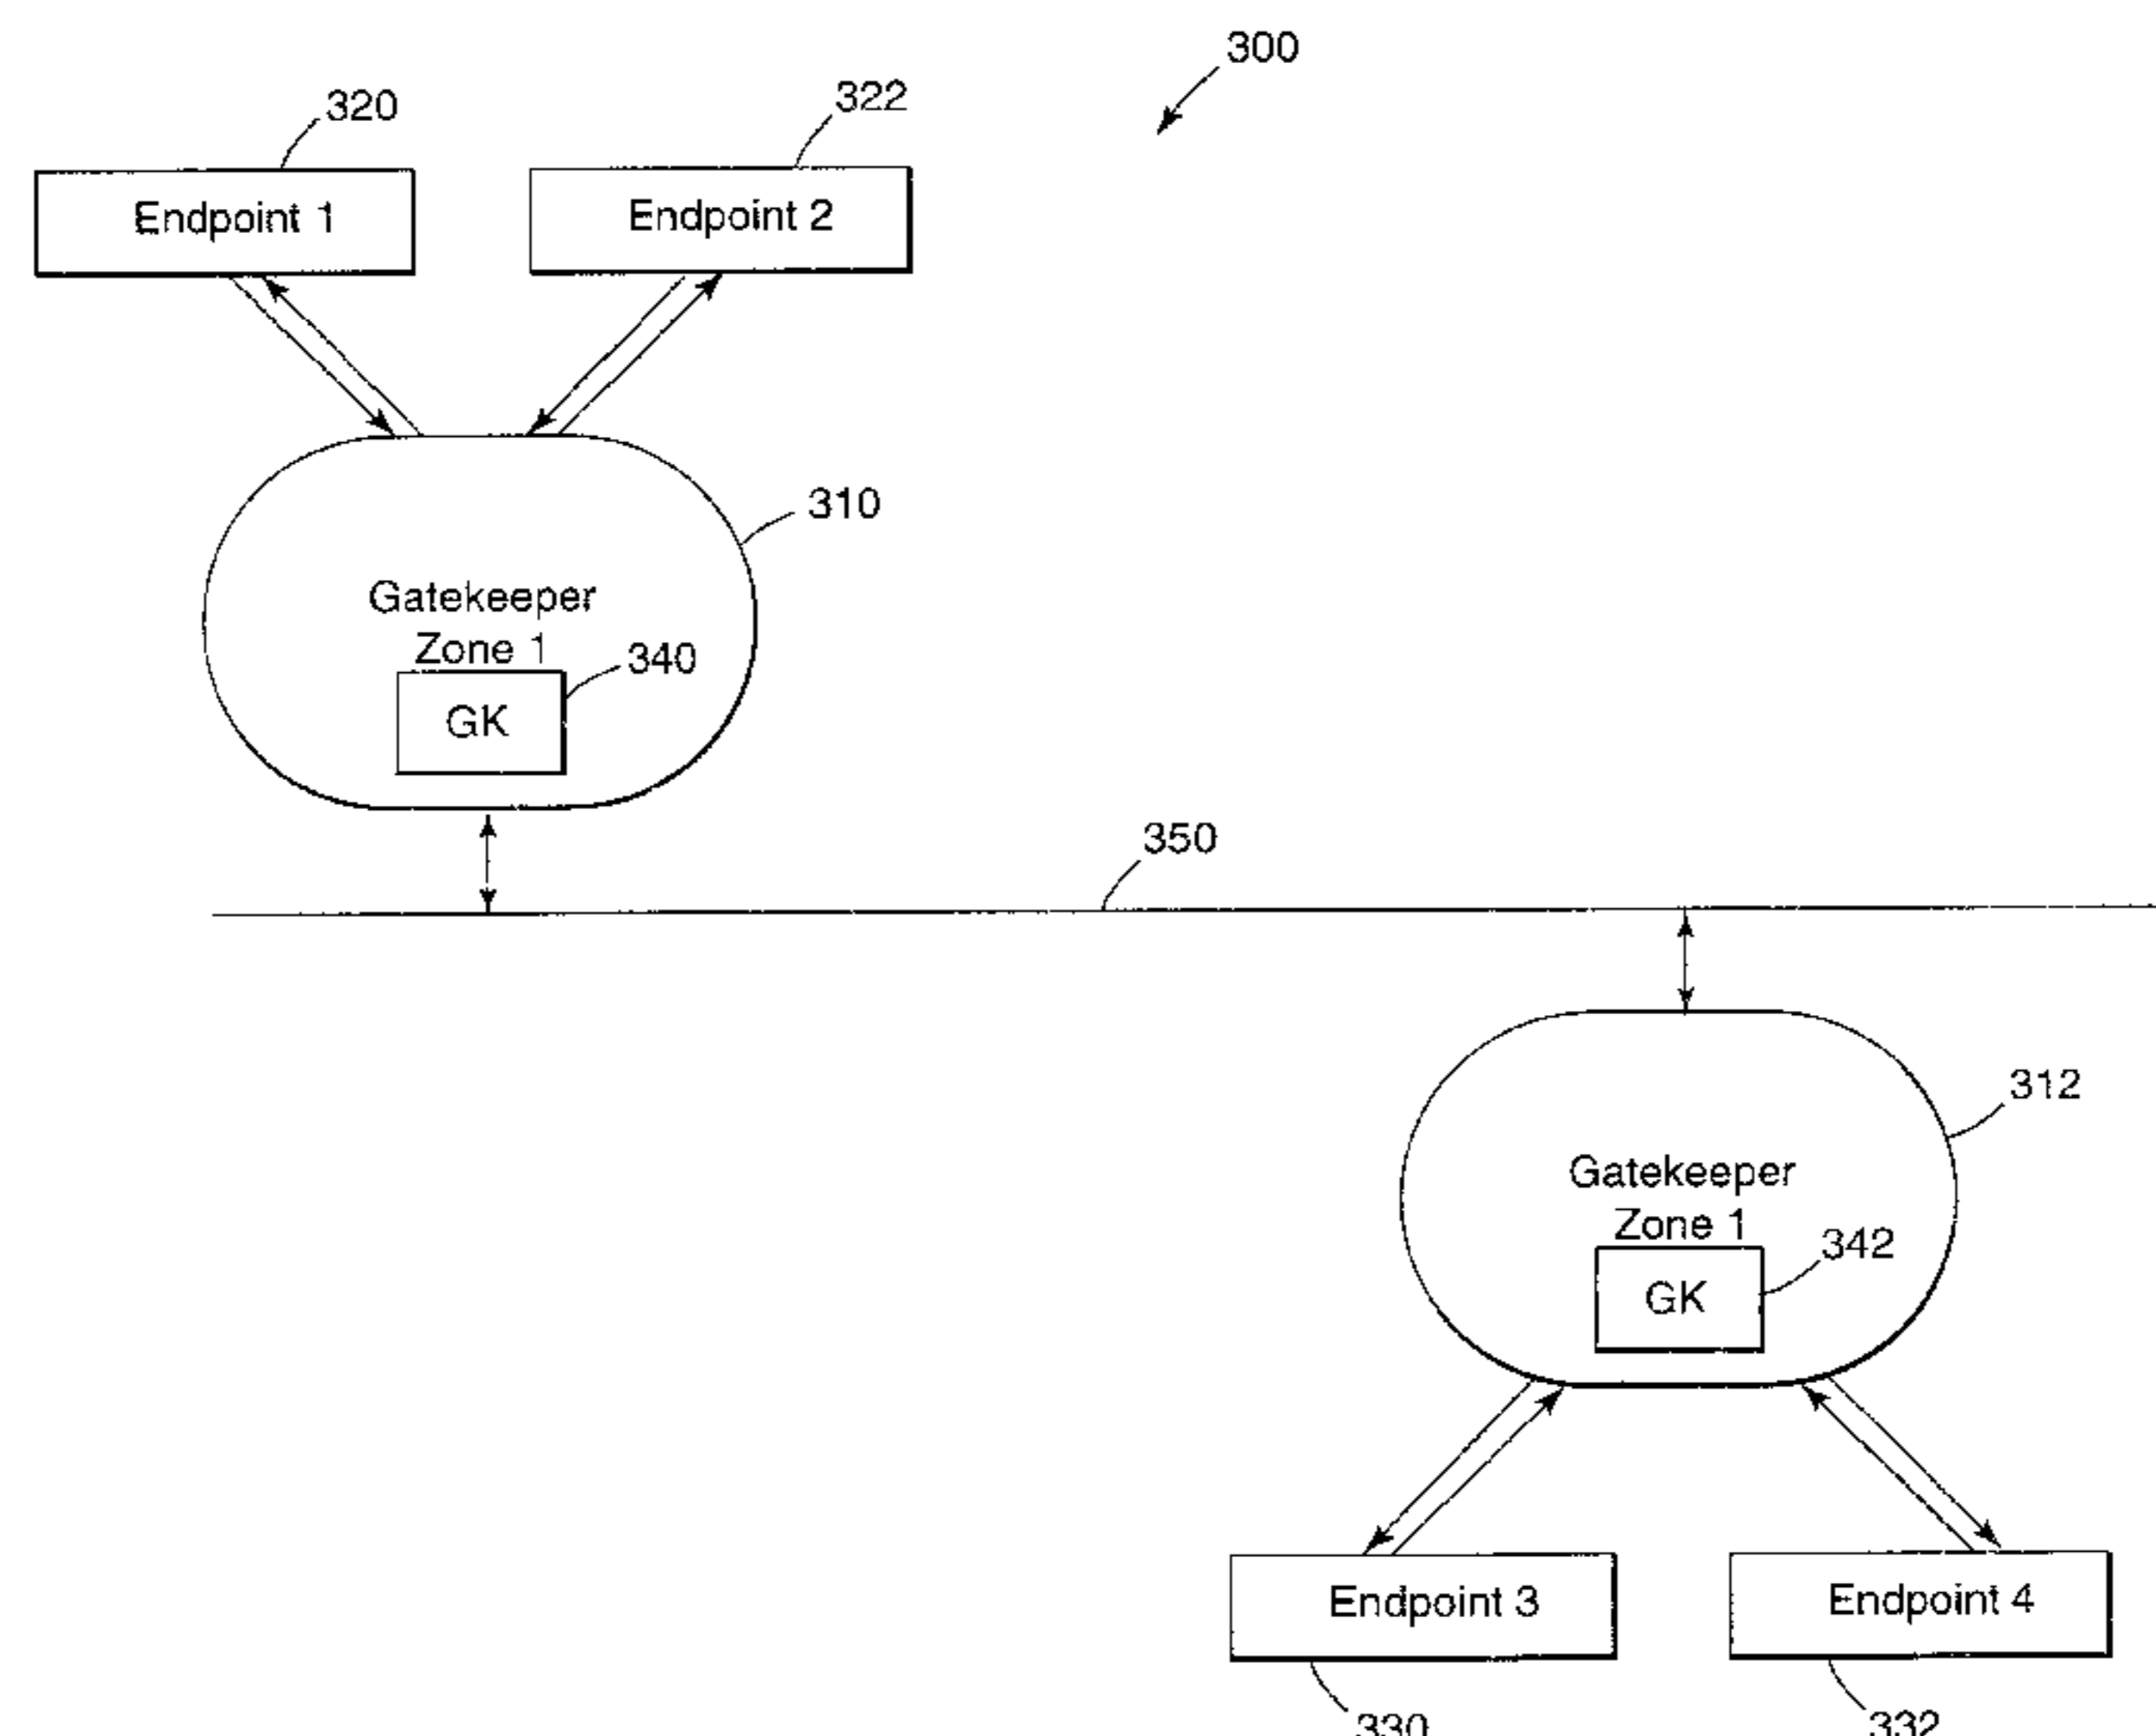 300
320
322
Endpoint 1
Endpoint 2
310
Gatekeeper
Zone 1
340
GK
350
312
Gatekeeper
Zone 1
342
GK
Endpoint 3
Endpoint 4
330
332